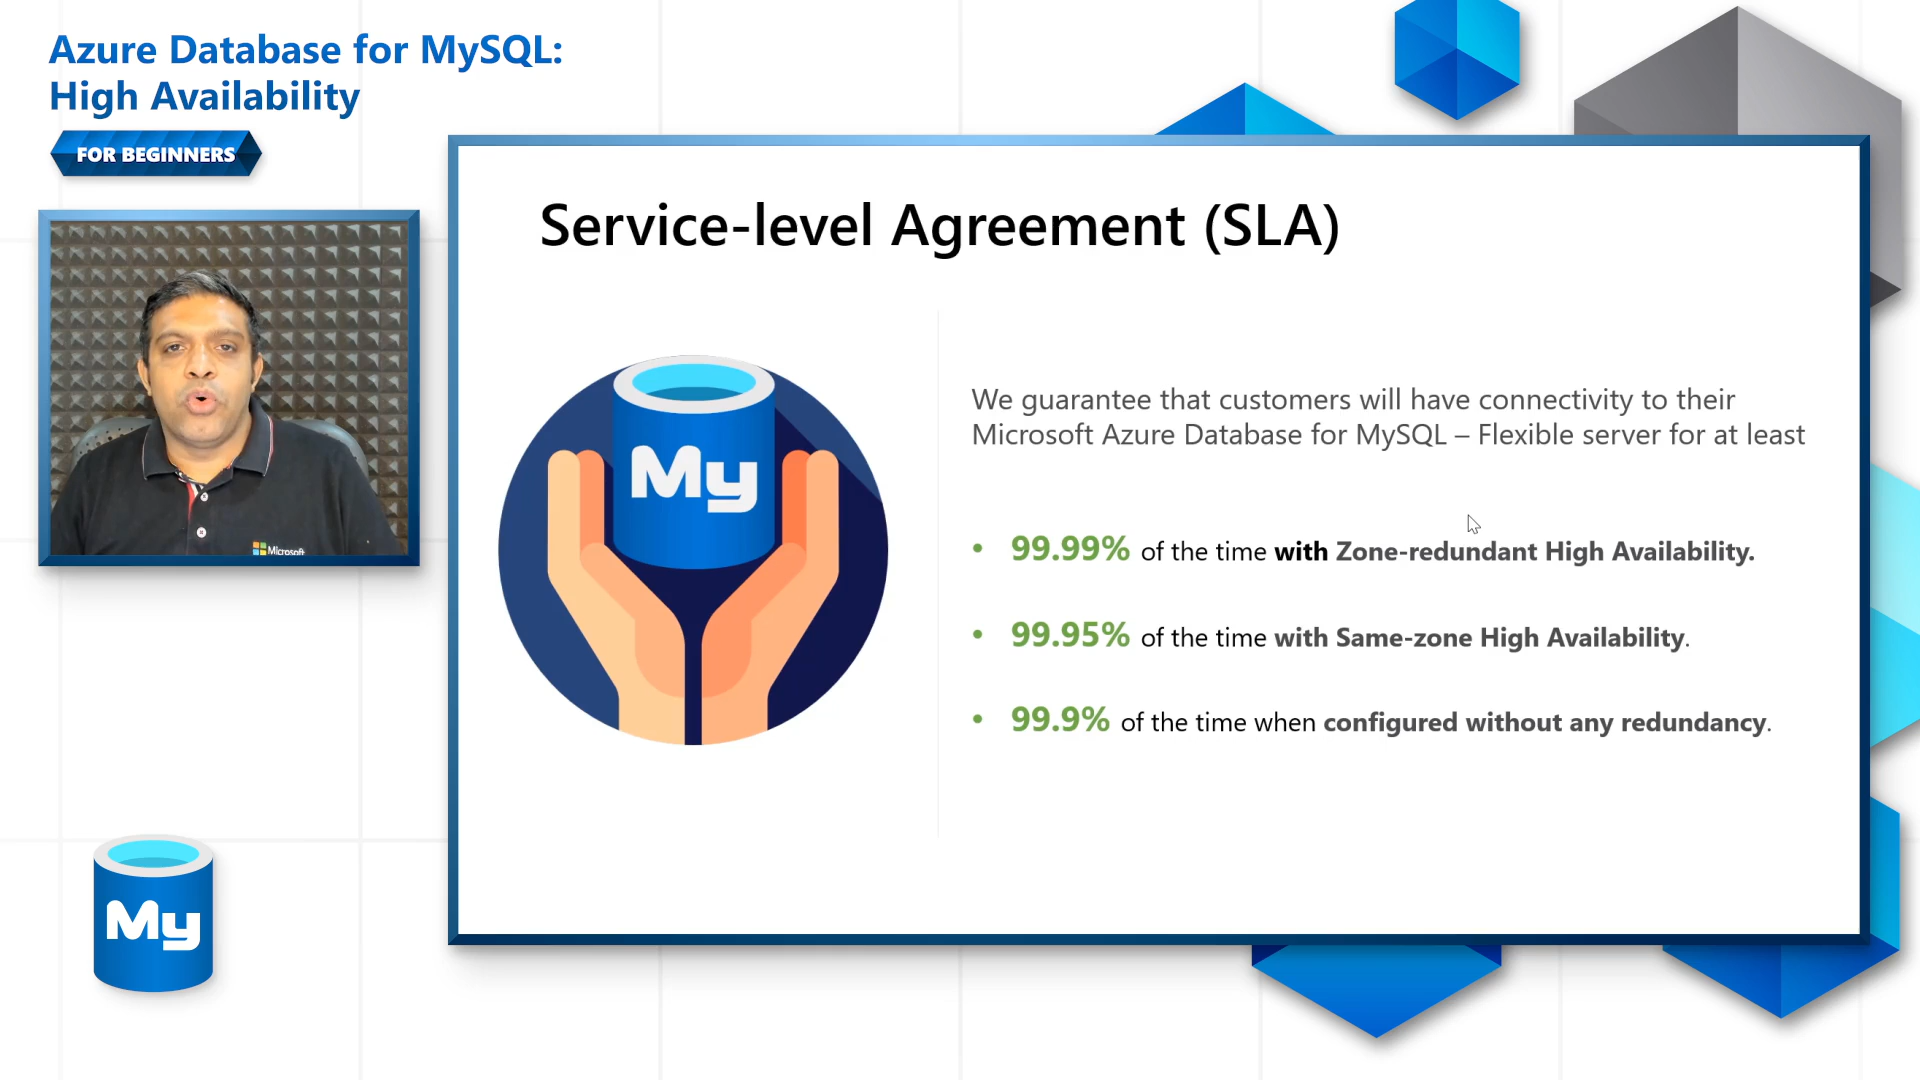 Azure Database for MySQL:
High Availability
FOR BEGINNERS
Microsoft
Service-level Agreement (SLA)
My
We guarantee that customers will have connectivity to their
Microsoft Azure Database for MySQL – Flexible server for at least
• 99.99% of the time with Zone-redundant High Availability.
• 99.95% of the time with Same-zone High Availability.
• 99.9% of the time when configured without any redundancy.
My